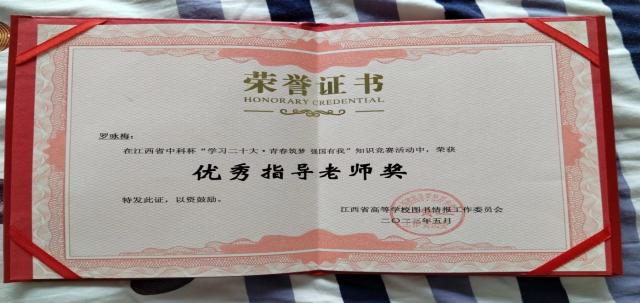 荣誉证书
HONORARY CREDENTIAL
罗咏梅:
在江西省中科杯“学习二十大·青春筑梦 强国有我”知识竞赛活动中,荣获
优秀指导老师奖
特发此证,以资鼓励。
江西省高等学校图书情报工作委员会
二〇二三年五月